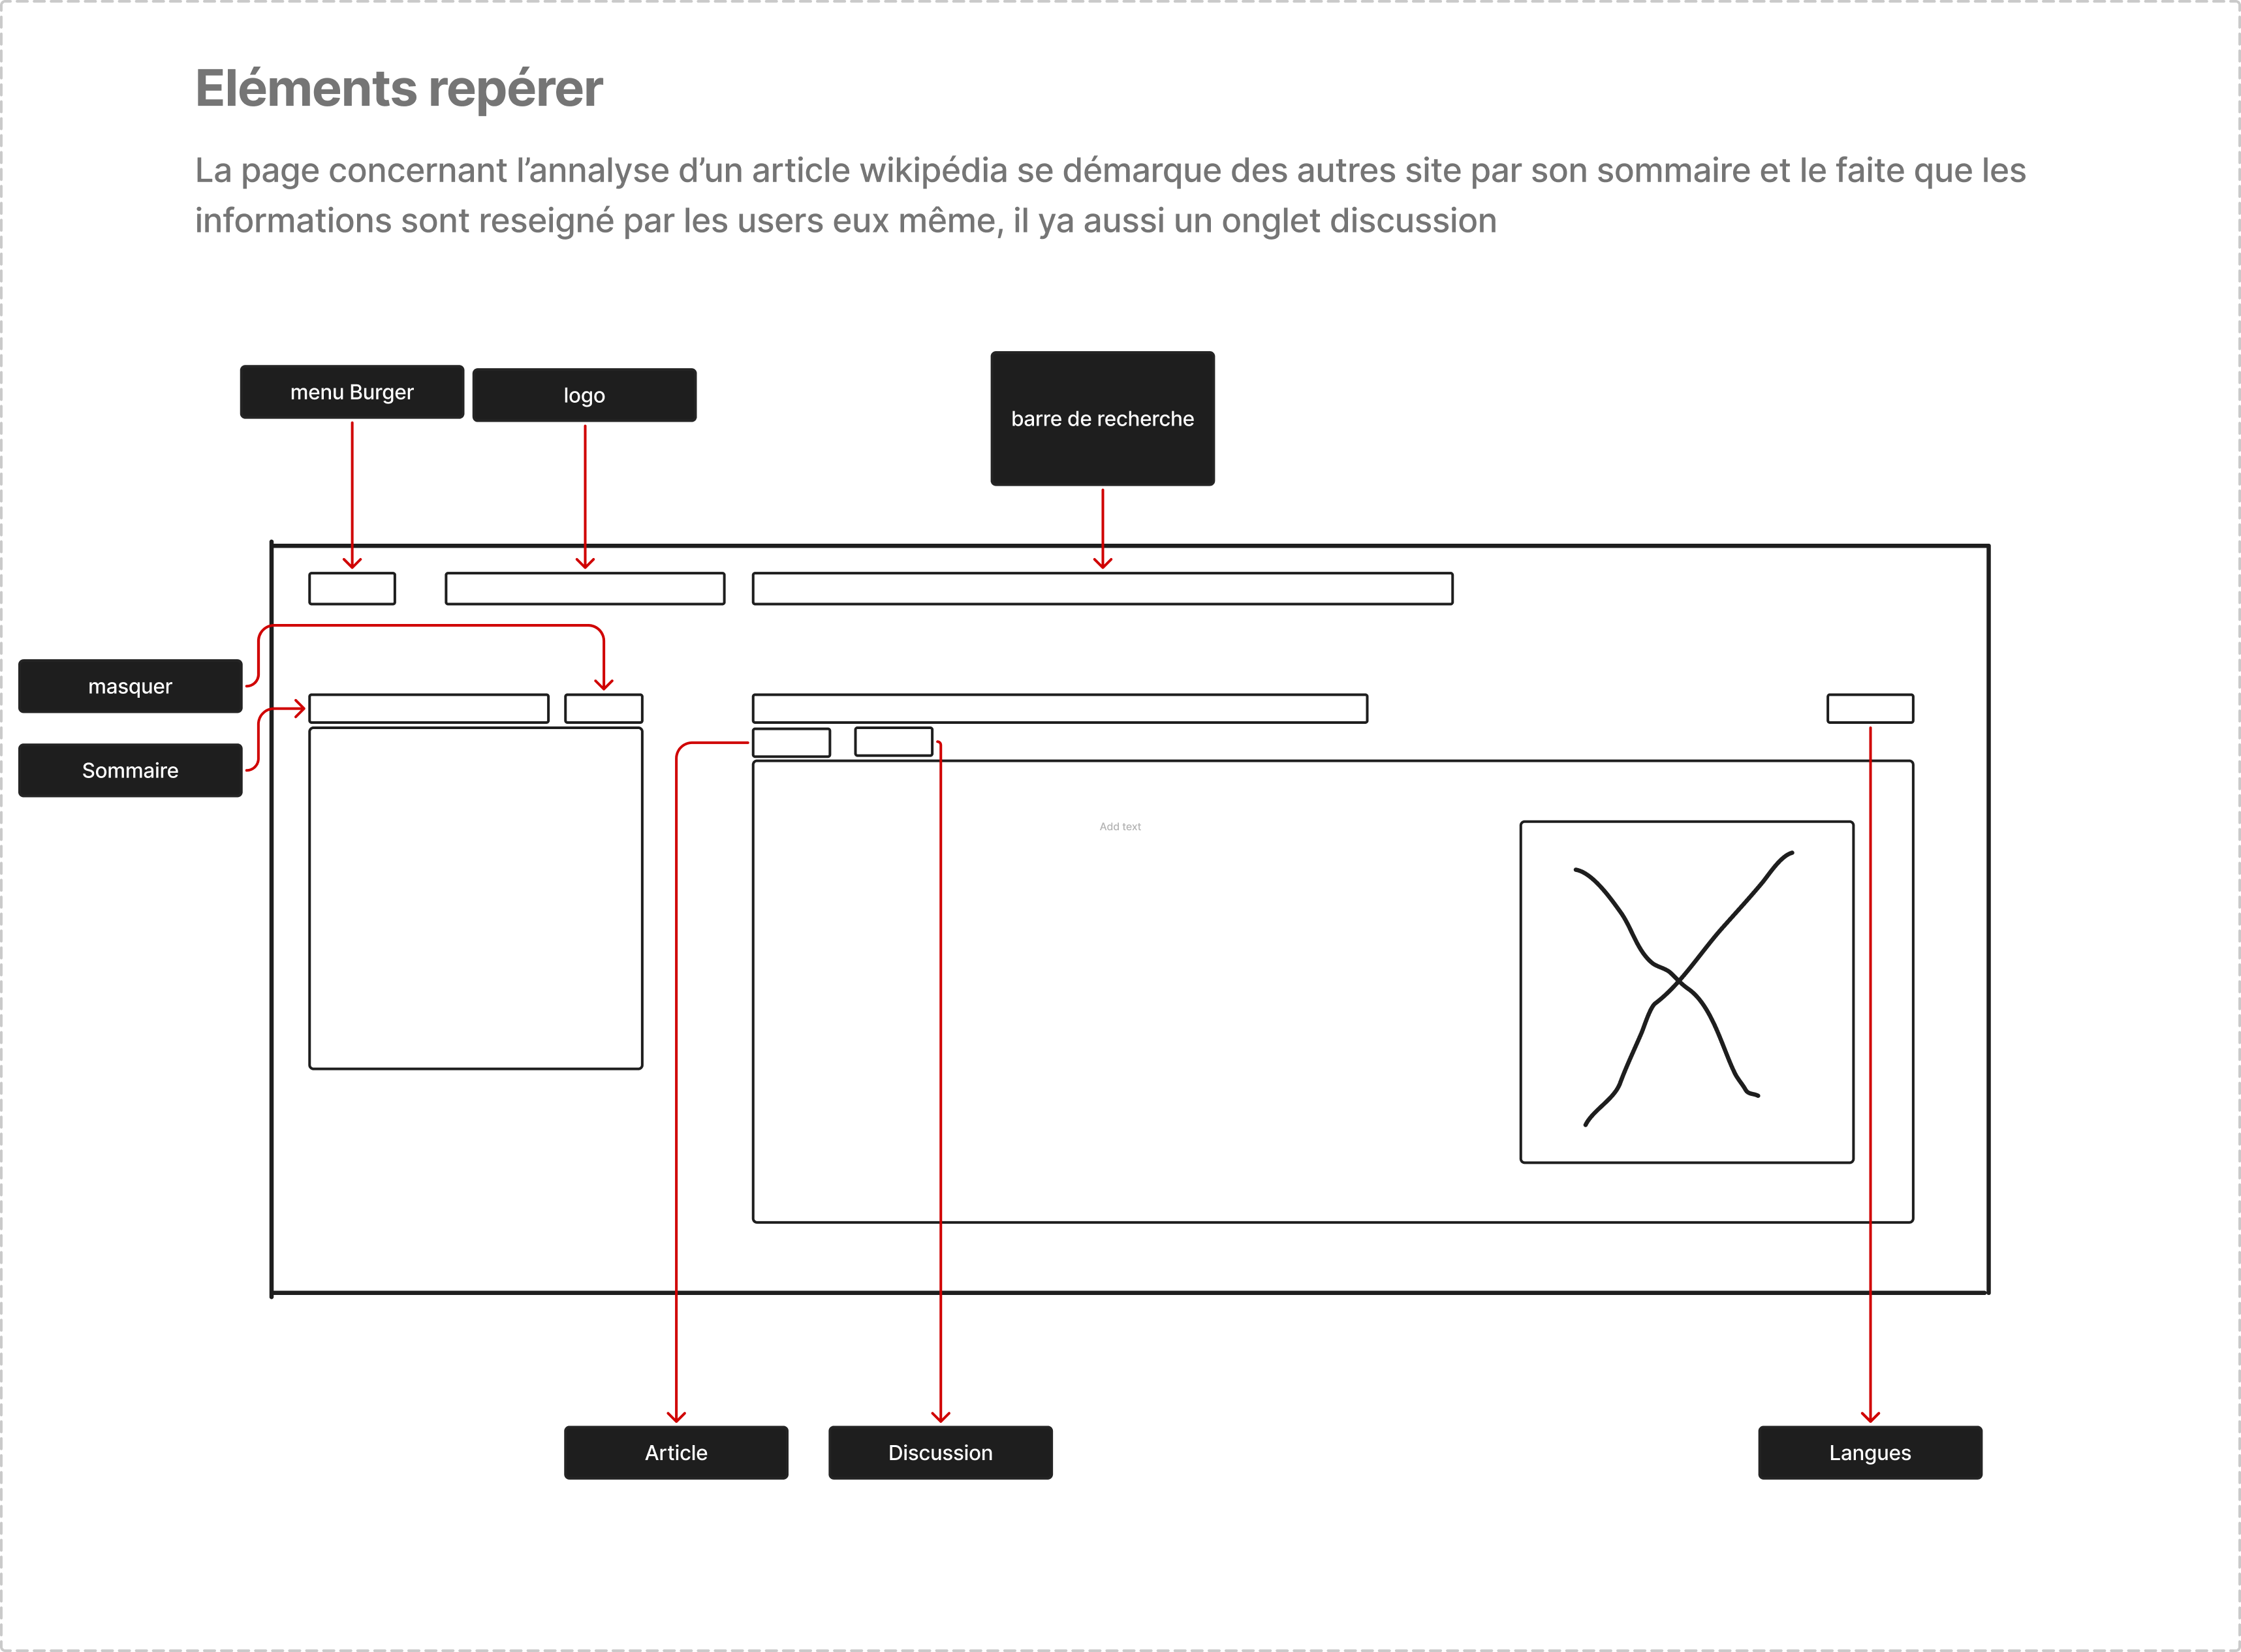 Eléments repérer
La page concernant l’annalyse d’un article wikipédia se démarque des autres site par son sommaire et le faite que les
informations sont reseigné par les users eux même, il ya aussi un onglet discussion
menu Burger
logo
barre de recherche
masquer
Sommaire
Add text
Article
Discussion
Langues